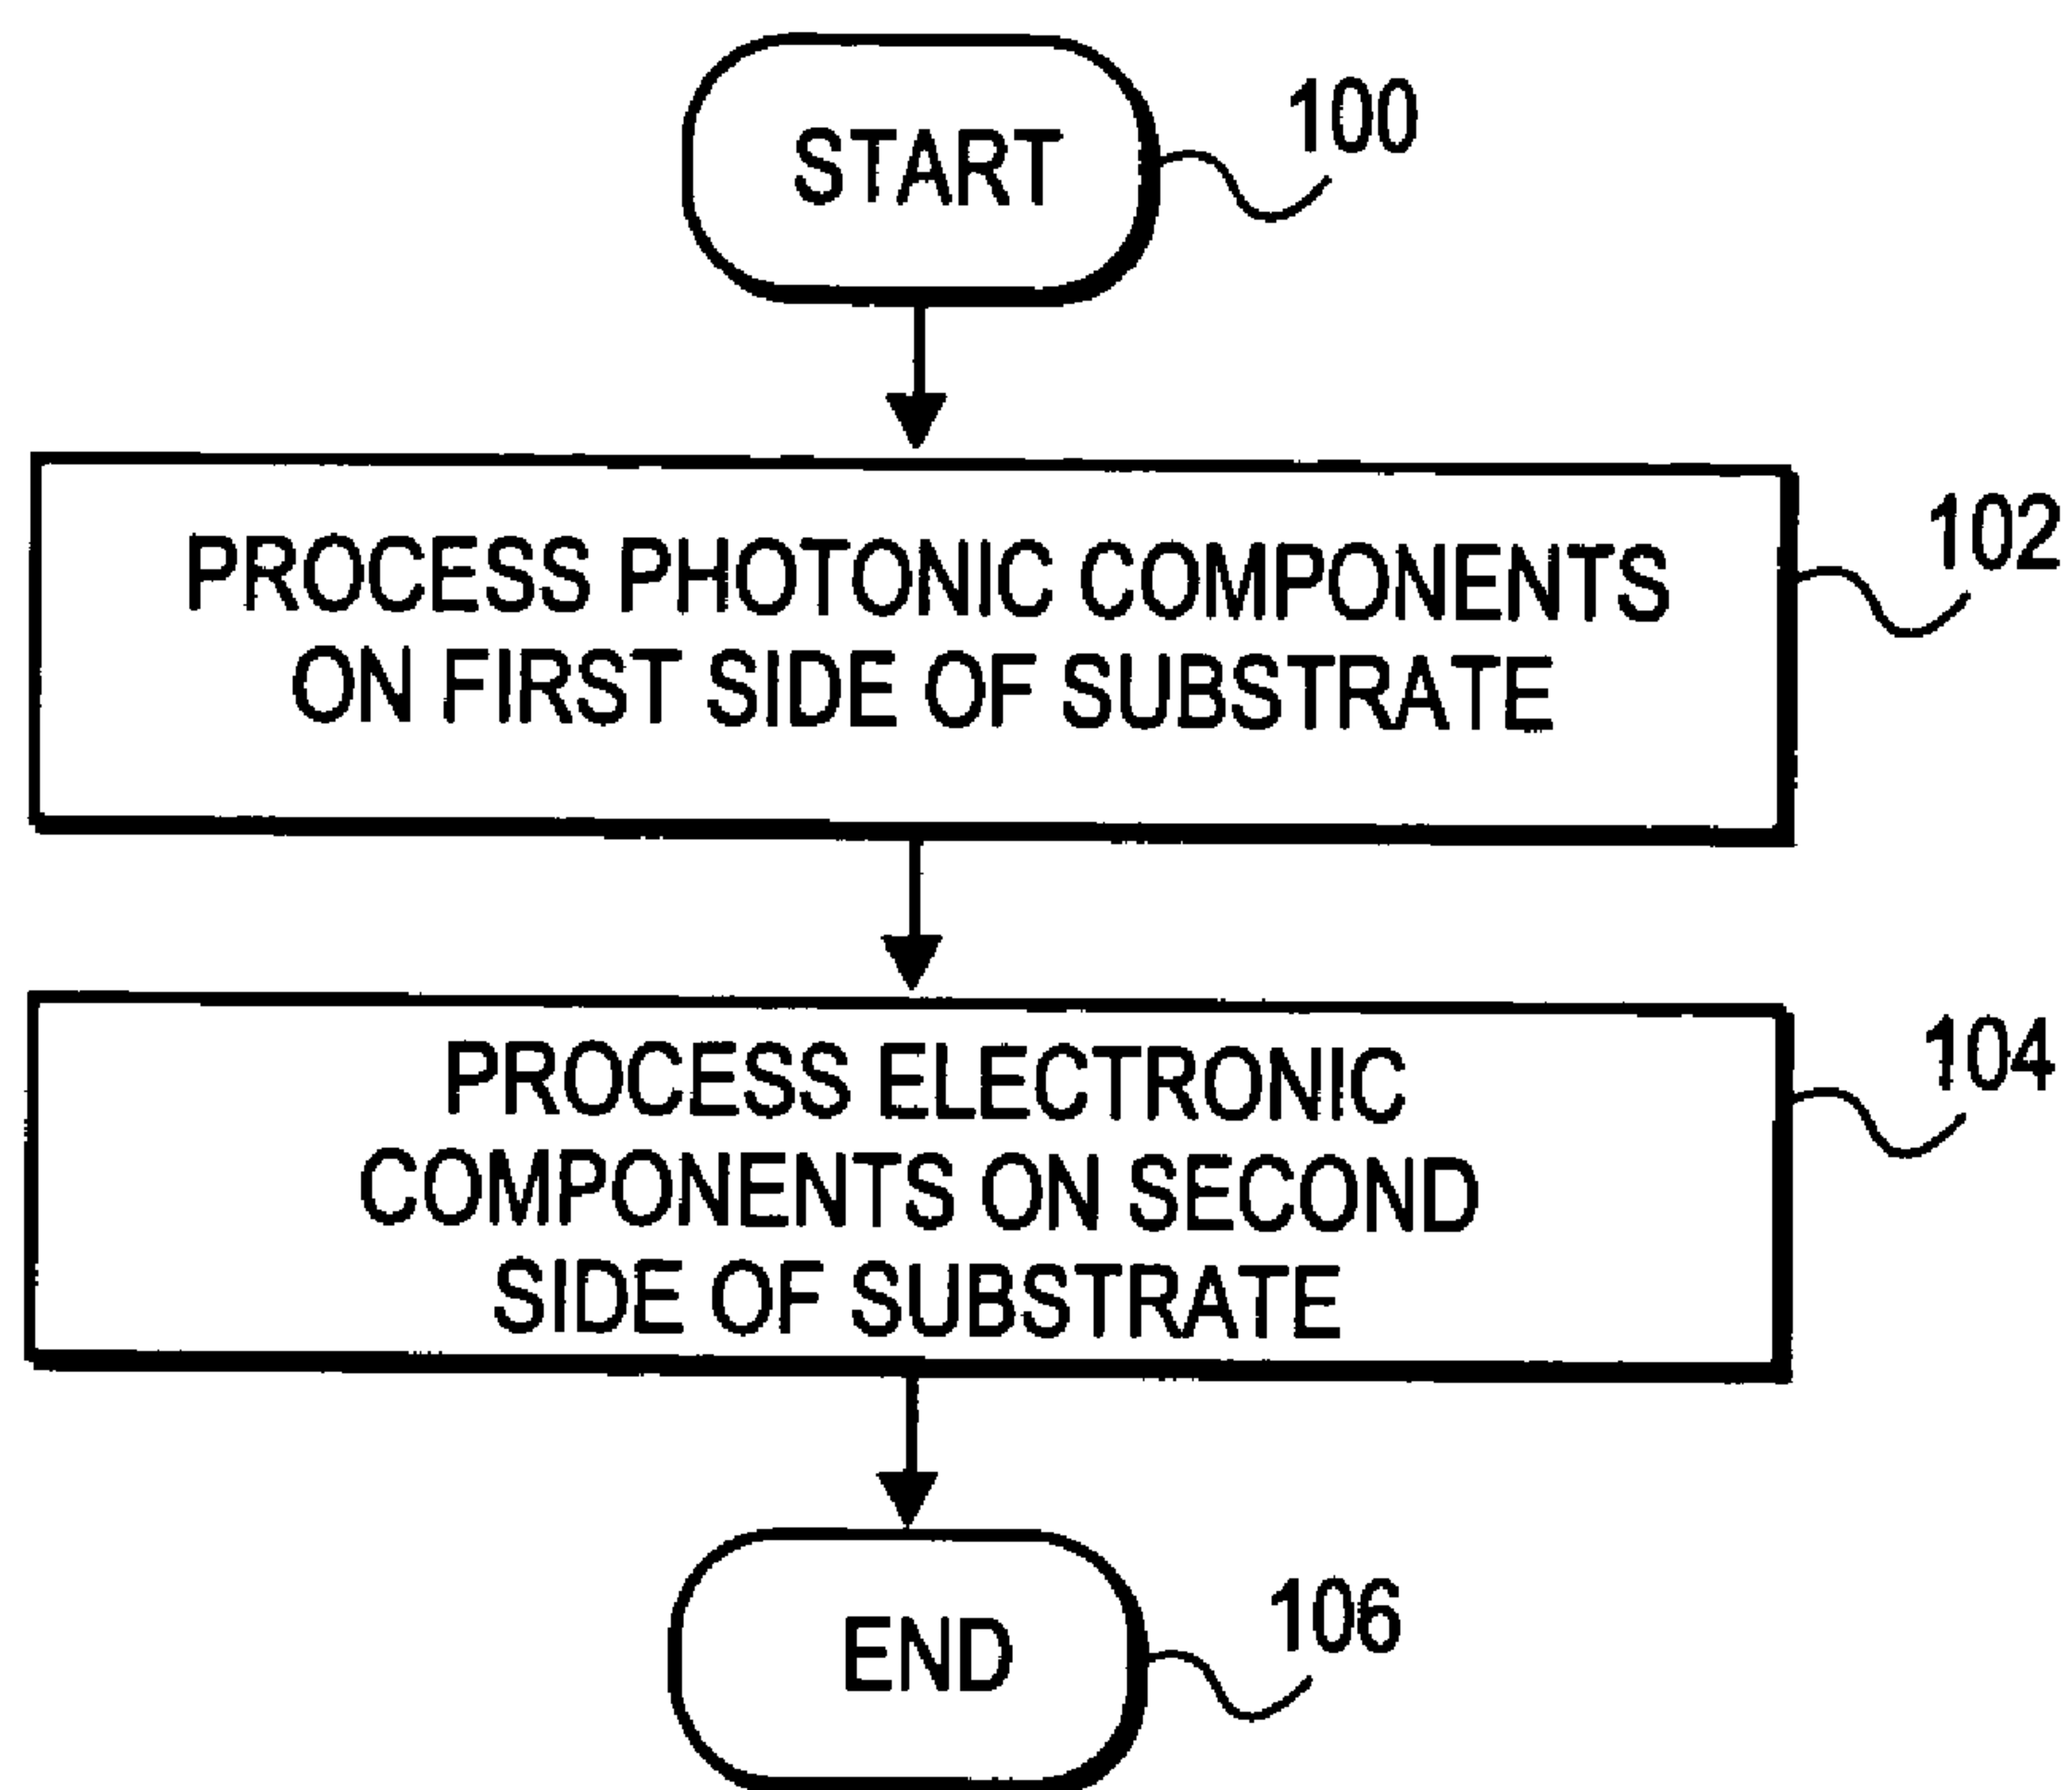 START
100
PROCESS PHOTONIC COMPONENTS
ON FIRST SIDE OF SUBSTRATE
102
PROCESS ELECTRONIC
COMPONENTS ON SECOND
SIDE OF SUBSTRATE
104
END
106